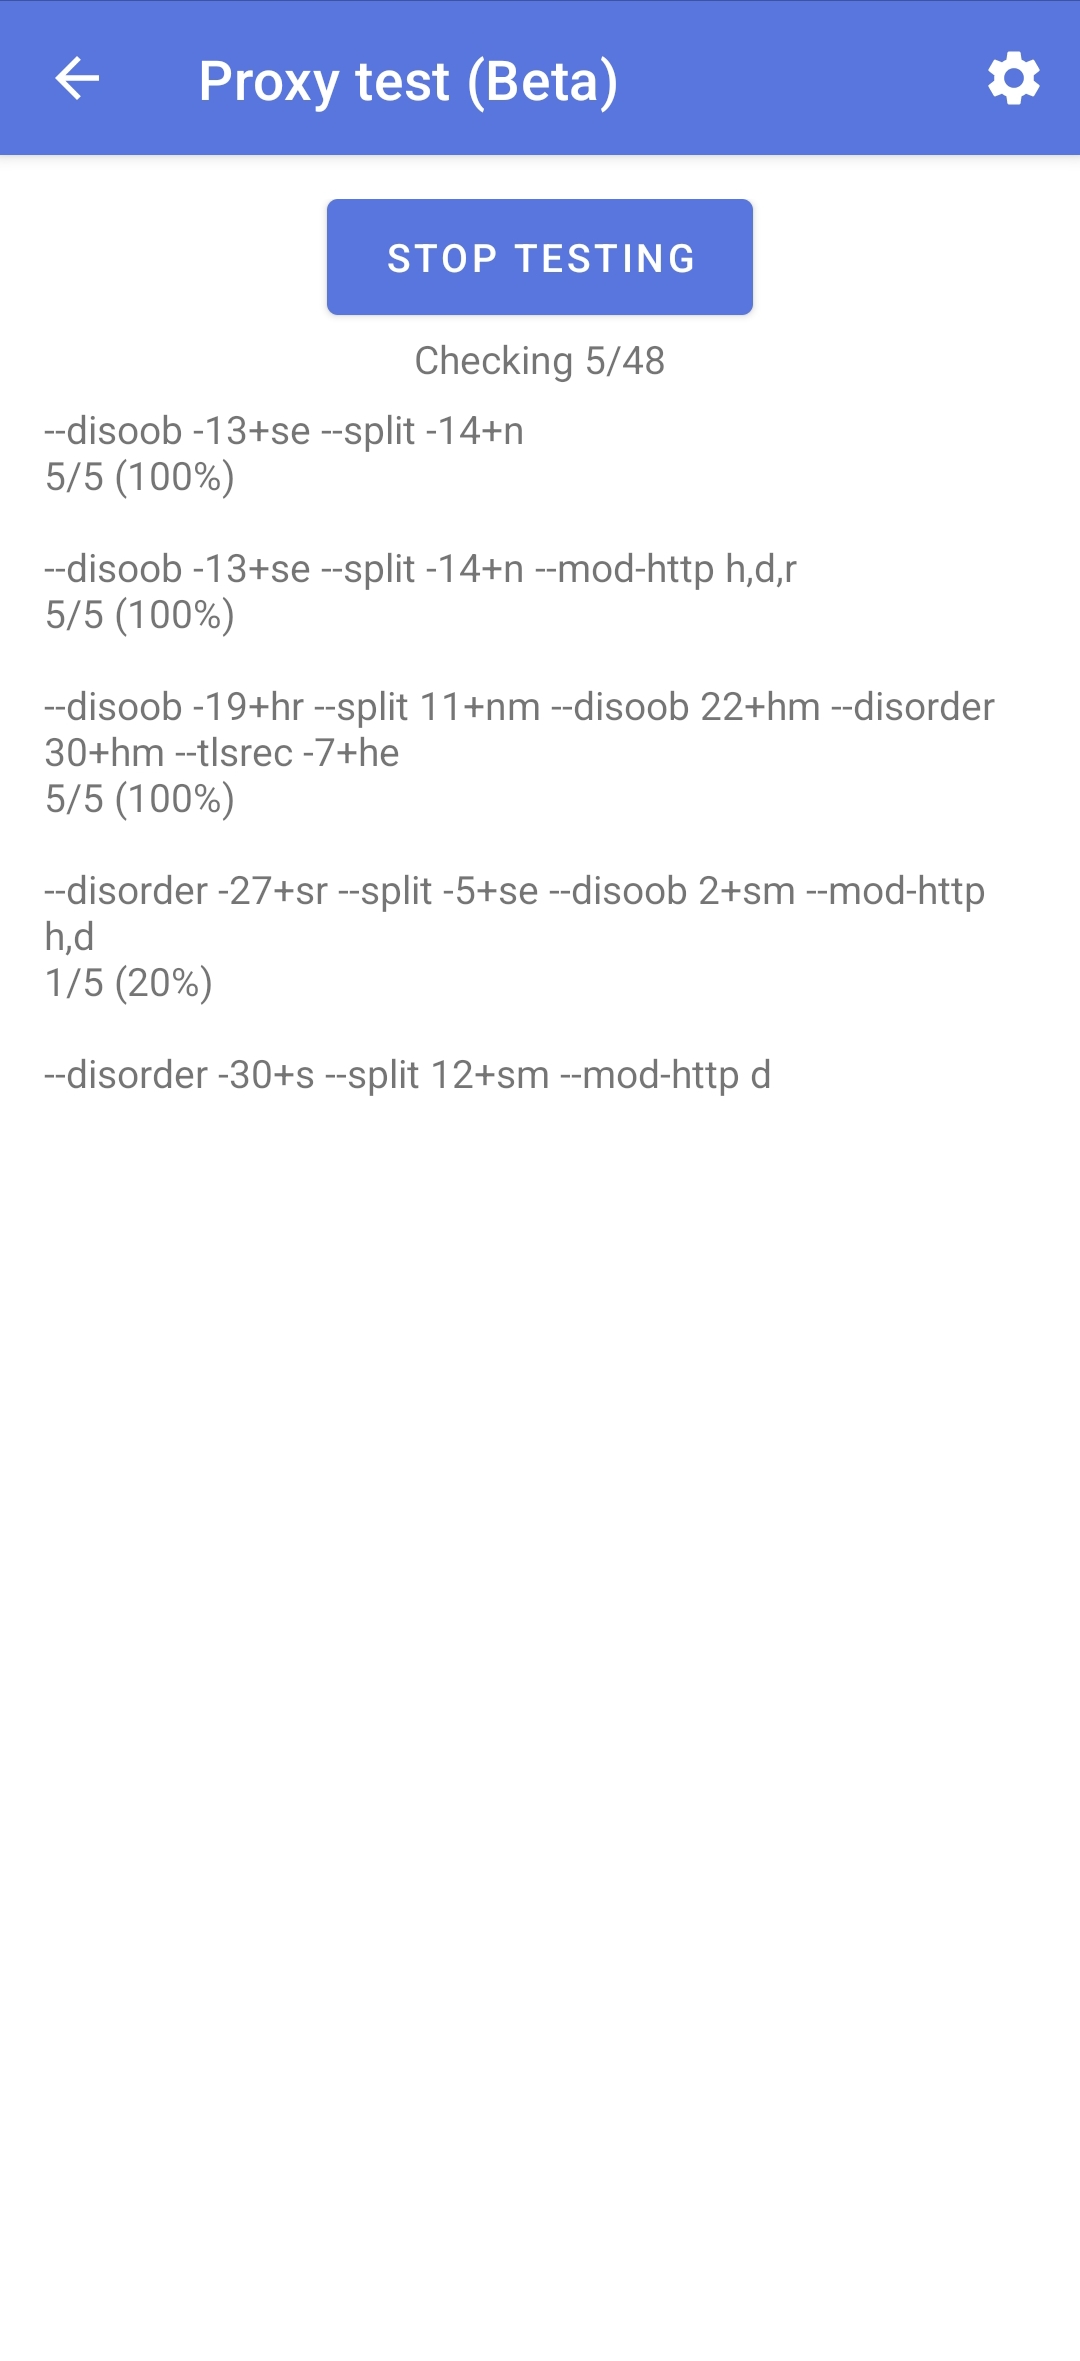 Proxy test (Beta)
STOP TESTING
Checking 5/48
--disoob -13+se --split -14+n
5/5 (100%)
--disoob -13+se --split -14+n --mod-http h,d,r
5/5 (100%)
--disoob -19+hr --split 11+nm --disoob 22+hm --disorder
30+hm --tlsrec -7+he
5/5 (100%)
--disorder -27+sr --split -5+se --disoob 2+sm --mod-http
h,d
1/5 (20%)
--disorder -30+s --split 12+sm --mod-http d